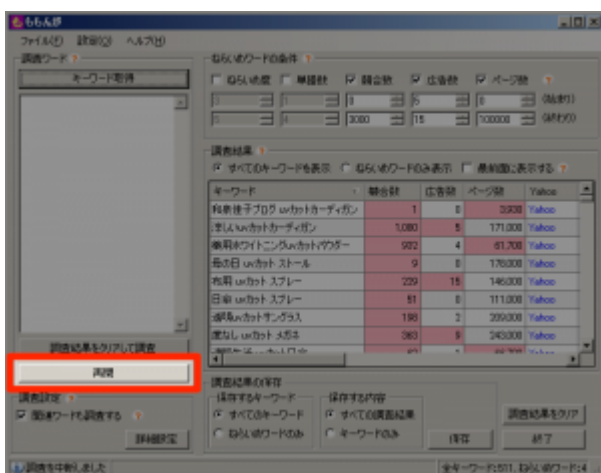 ももんが
ファイル(F) 設定(O) ヘルプ(H)
調査ワード ?
キーワード取得
調査結果をクリアして調査
再開
調査設定 ?
関連ワードも調査する ?
詳細設定
調査を中断しました
ねらいめワードの条件 ?
ねらいめ度 単語数 競合数 広告数 ページ数 ?
0 (始まり)
3000 15 100000 (終わり)
調査結果 ?
すべてのキーワードを表示 ねらいめワードのみ表示 最前面に表示する ?
キーワード 競合数 広告数 ページ数 Yahoo
uvカットカーディガン 1 0 3,930 Yahoo
uvカットカーディガン 1,080 5 171,000 Yahoo
薬用ホワイトニングuvカットパウダー 972 4 61,700 Yahoo
母の日 uvカット ストール 9 0 176,000 Yahoo
布用 uvカット スプレー 239 15 146,000 Yahoo
日傘 uvカット スプレー 51 0 111,000 Yahoo
uvカットサングラス 198 2 209,000 Yahoo
度なし uvカット メガネ 363 9 243,000 Yahoo
調査結果の保存
保存するキーワード 保存する内容
すべてのキーワード すべての調査結果
ねらいめワードのみ キーワードのみ
保存
調査結果をクリア
終了
全キーワード:511, ねらいめワード:4